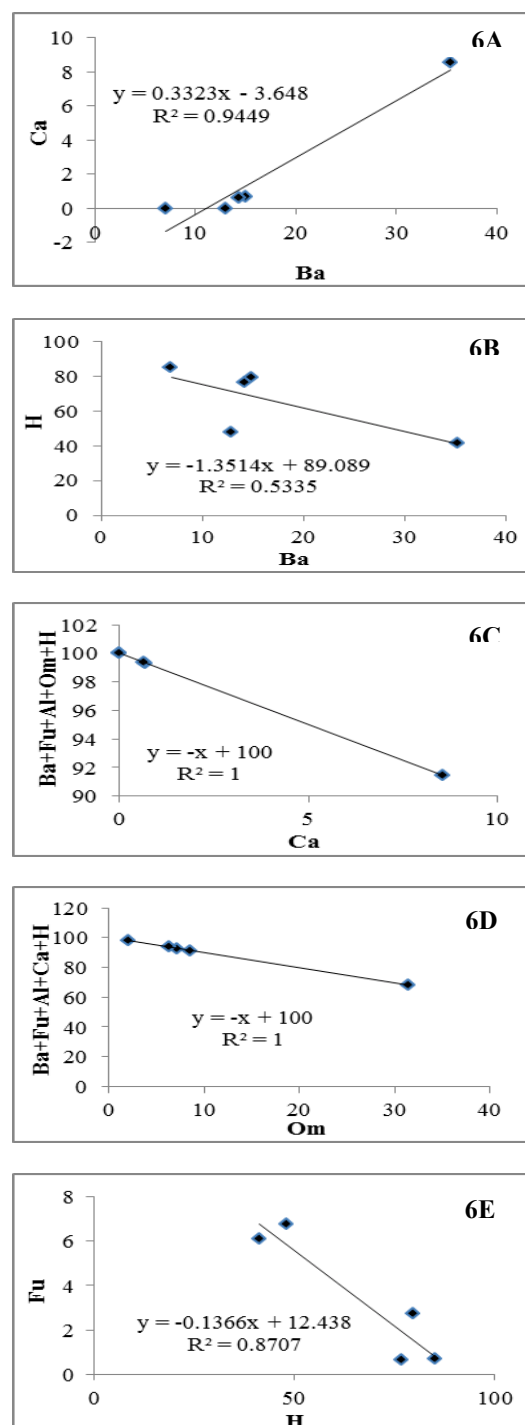 6A
10
8
6
4
2
0
-2
Ca
y = 0.3323x - 3.648
R² = 0.9449
0 10 20 30 40
Ba
6B
100
80
60
40
20
0
H
y = -1.3514x + 89.089
R² = 0.5335
0 10 20 30 40
Ba
6C
102
100
98
96
94
92
90
Ba+Fu+Al+Om+H
y = -x + 100
R² = 1
0 5 10
Ca
6D
120
100
80
60
40
20
0
Ba+Fu+Al+Ca+H
y = -x + 100
R² = 1
0 10 20 30 40
Om
6E
8
6
4
2
0
Fu
y = -0.1366x + 12.438
R² = 0.8707
0 50 100
H